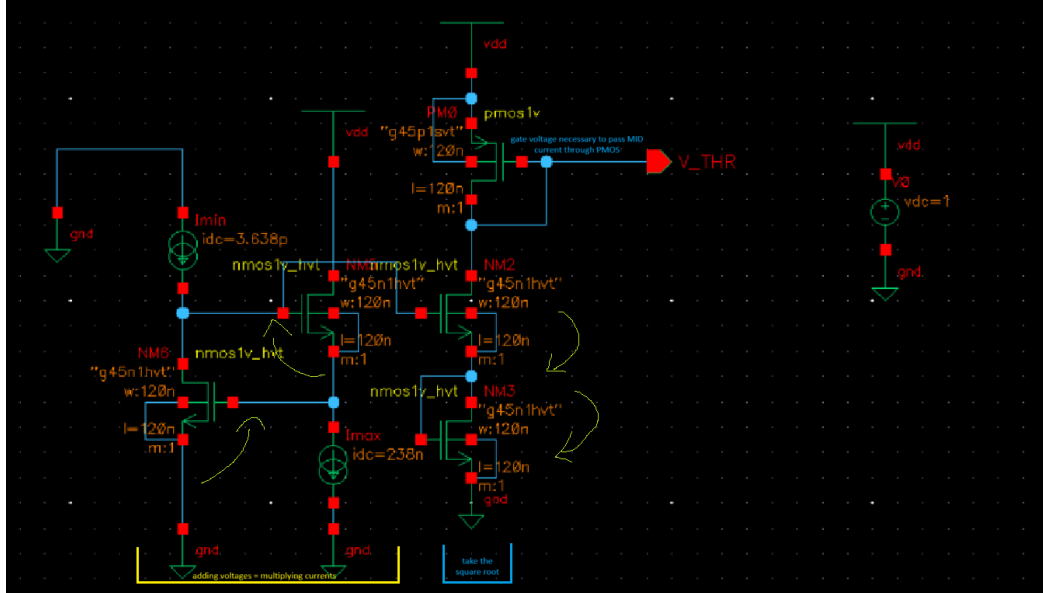 vdd
PM0
pmos1v
"g45p1svt"
w:120n
l=120n
m:1
gate voltage necessary to pass MID
current through PMOS
V_THR
vdd
vdd
V0
vdc=1
gnd
gnd
Imin
idc=3.638p
nmos1v_hvt
"g45n1hvt"
w:120n
l=120n
m:1
nmos1v_hvt
NM2
"g45n1hvt"
w:120n
l=120n
m:1
NM6
nmos1v_hvt
"g45n1hvt"
w:120n
l=120n
m:1
Imax
idc=238n
nmos1v_hvt
NM3
"g45n1hvt"
w:120n
l=120n
m:1
gnd
gnd
gnd
adding voltages = multiplying currents
take the
square root